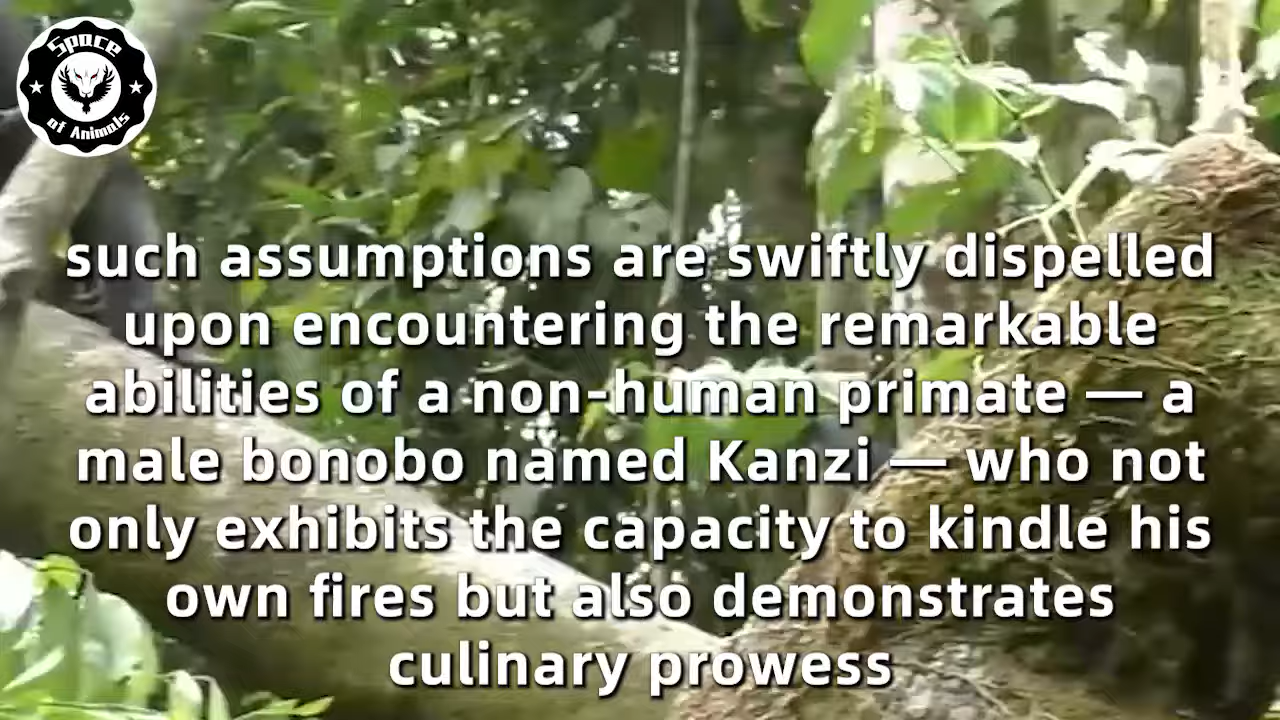 Space
of Animals
such assumptions are swiftly dispelled
upon encountering the remarkable
abilities of a non-human primate — a
male bonobo named Kanzi — who not
only exhibits the capacity to kindle his
own fires but also demonstrates
culinary prowess